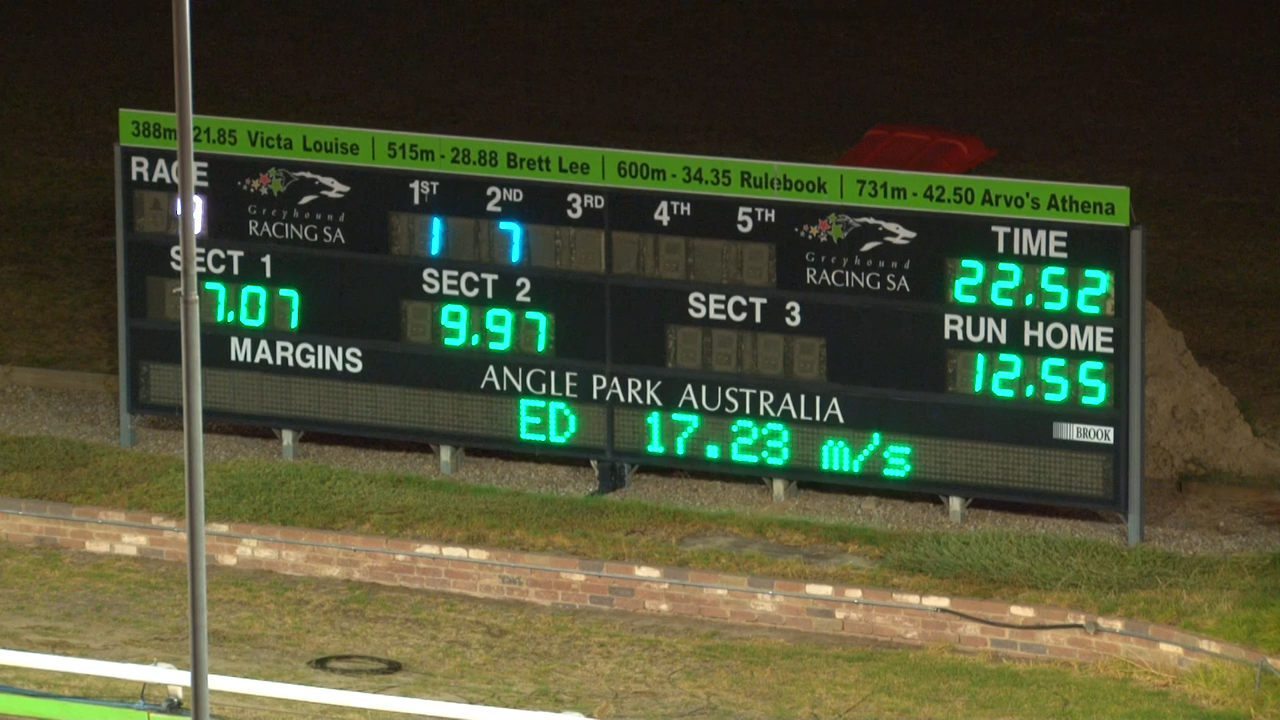 388m 21.85 Victa Louise | 515m - 28.88 Brett Lee | 600m - 34.35 Rulebook | 731m - 42.50 Arvo's Athena
RACE
Greyhound
RACING SA
1ST 2ND 3RD 4TH 5TH
1 7
Greyhound
RACING SA
TIME
22.52
SECT 1
7.07
SECT 2
9.97
SECT 3
RUN HOME
12.55
MARGINS
ANGLE PARK AUSTRALIA
BROOK
ED 17.23 m/s